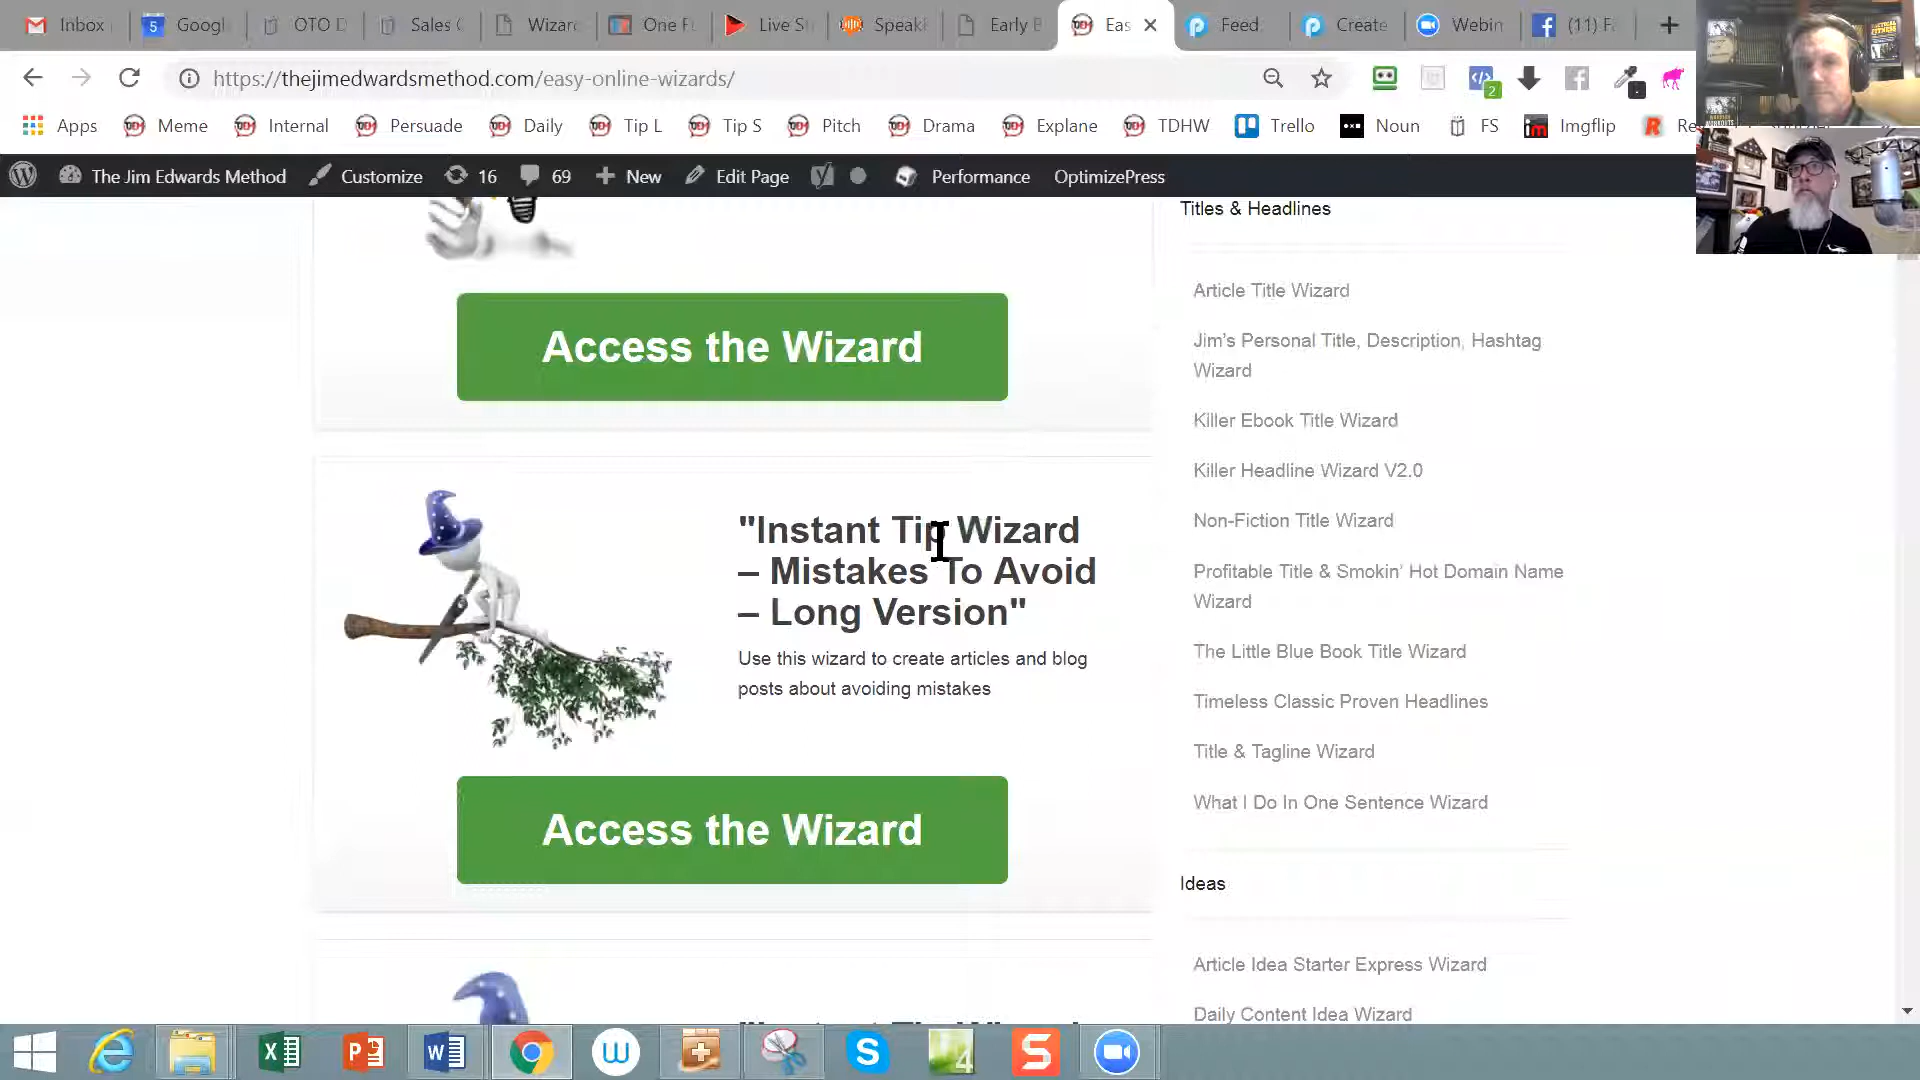 Inbox
Googl
5
OTO D
Sales C
Wizar
One F
Live St
Speak
Early B
Eas
Feed
Create
Webin
(11) F
https://thejimedwardsmethod.com/easy-online-wizards/
2
Apps
Meme
Internal
Persuade
Daily
Tip L
Tip S
Pitch
Drama
Explane
TDHW
Trello
Noun
FS
Imgflip
Re
The Jim Edwards Method
Customize
16
69
New
Edit Page
Performance
OptimizePress
Access the Wizard
"Instant Tip Wizard
– Mistakes To Avoid
– Long Version"
Use this wizard to create articles and blog
posts about avoiding mistakes
Access the Wizard
Titles & Headlines
Article Title Wizard
Jim's Personal Title, Description, Hashtag
Wizard
Killer Ebook Title Wizard
Killer Headline Wizard V2.0
Non-Fiction Title Wizard
Profitable Title & Smokin' Hot Domain Name
Wizard
The Little Blue Book Title Wizard
Timeless Classic Proven Headlines
Title & Tagline Wizard
What I Do In One Sentence Wizard
Ideas
Article Idea Starter Express Wizard
Daily Content Idea Wizard